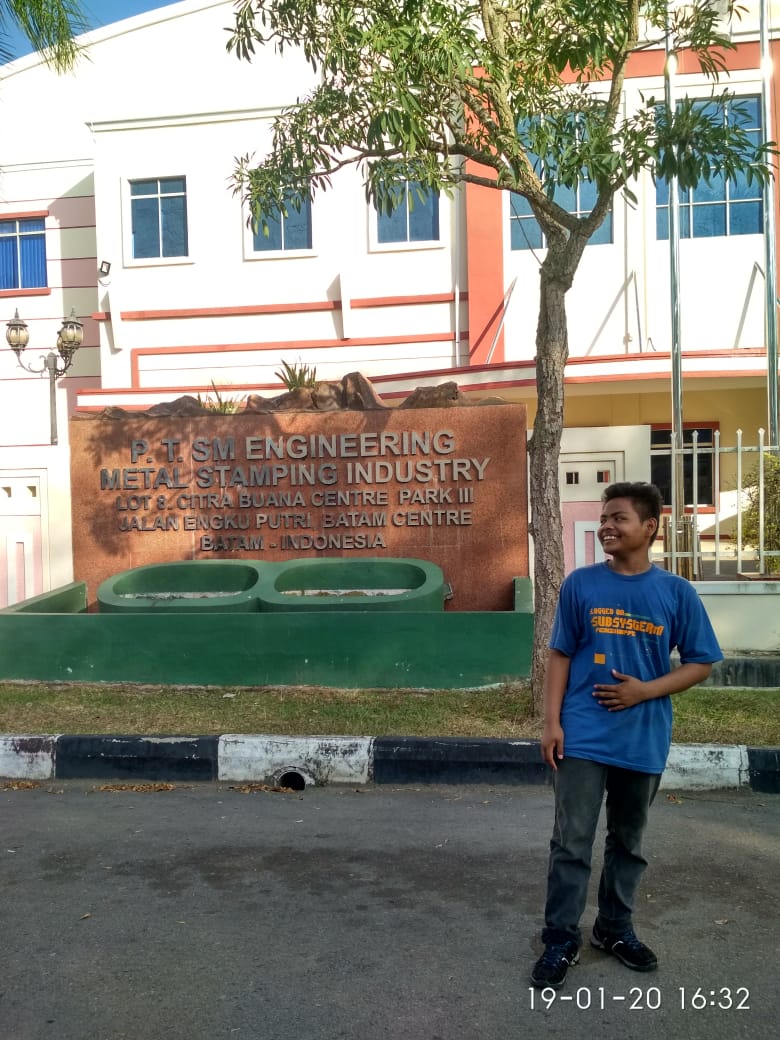 P. T. SM ENGINEERING
METAL STAMPING INDUSTRY
LOT 8. CITRA BUANA CENTRE PARK III
JALAN ENGKU PUTRI, BATAM CENTRE
BATAM - INDONESIA
LOGGED ON
SUBSYSTEM
19-01-20 16:32